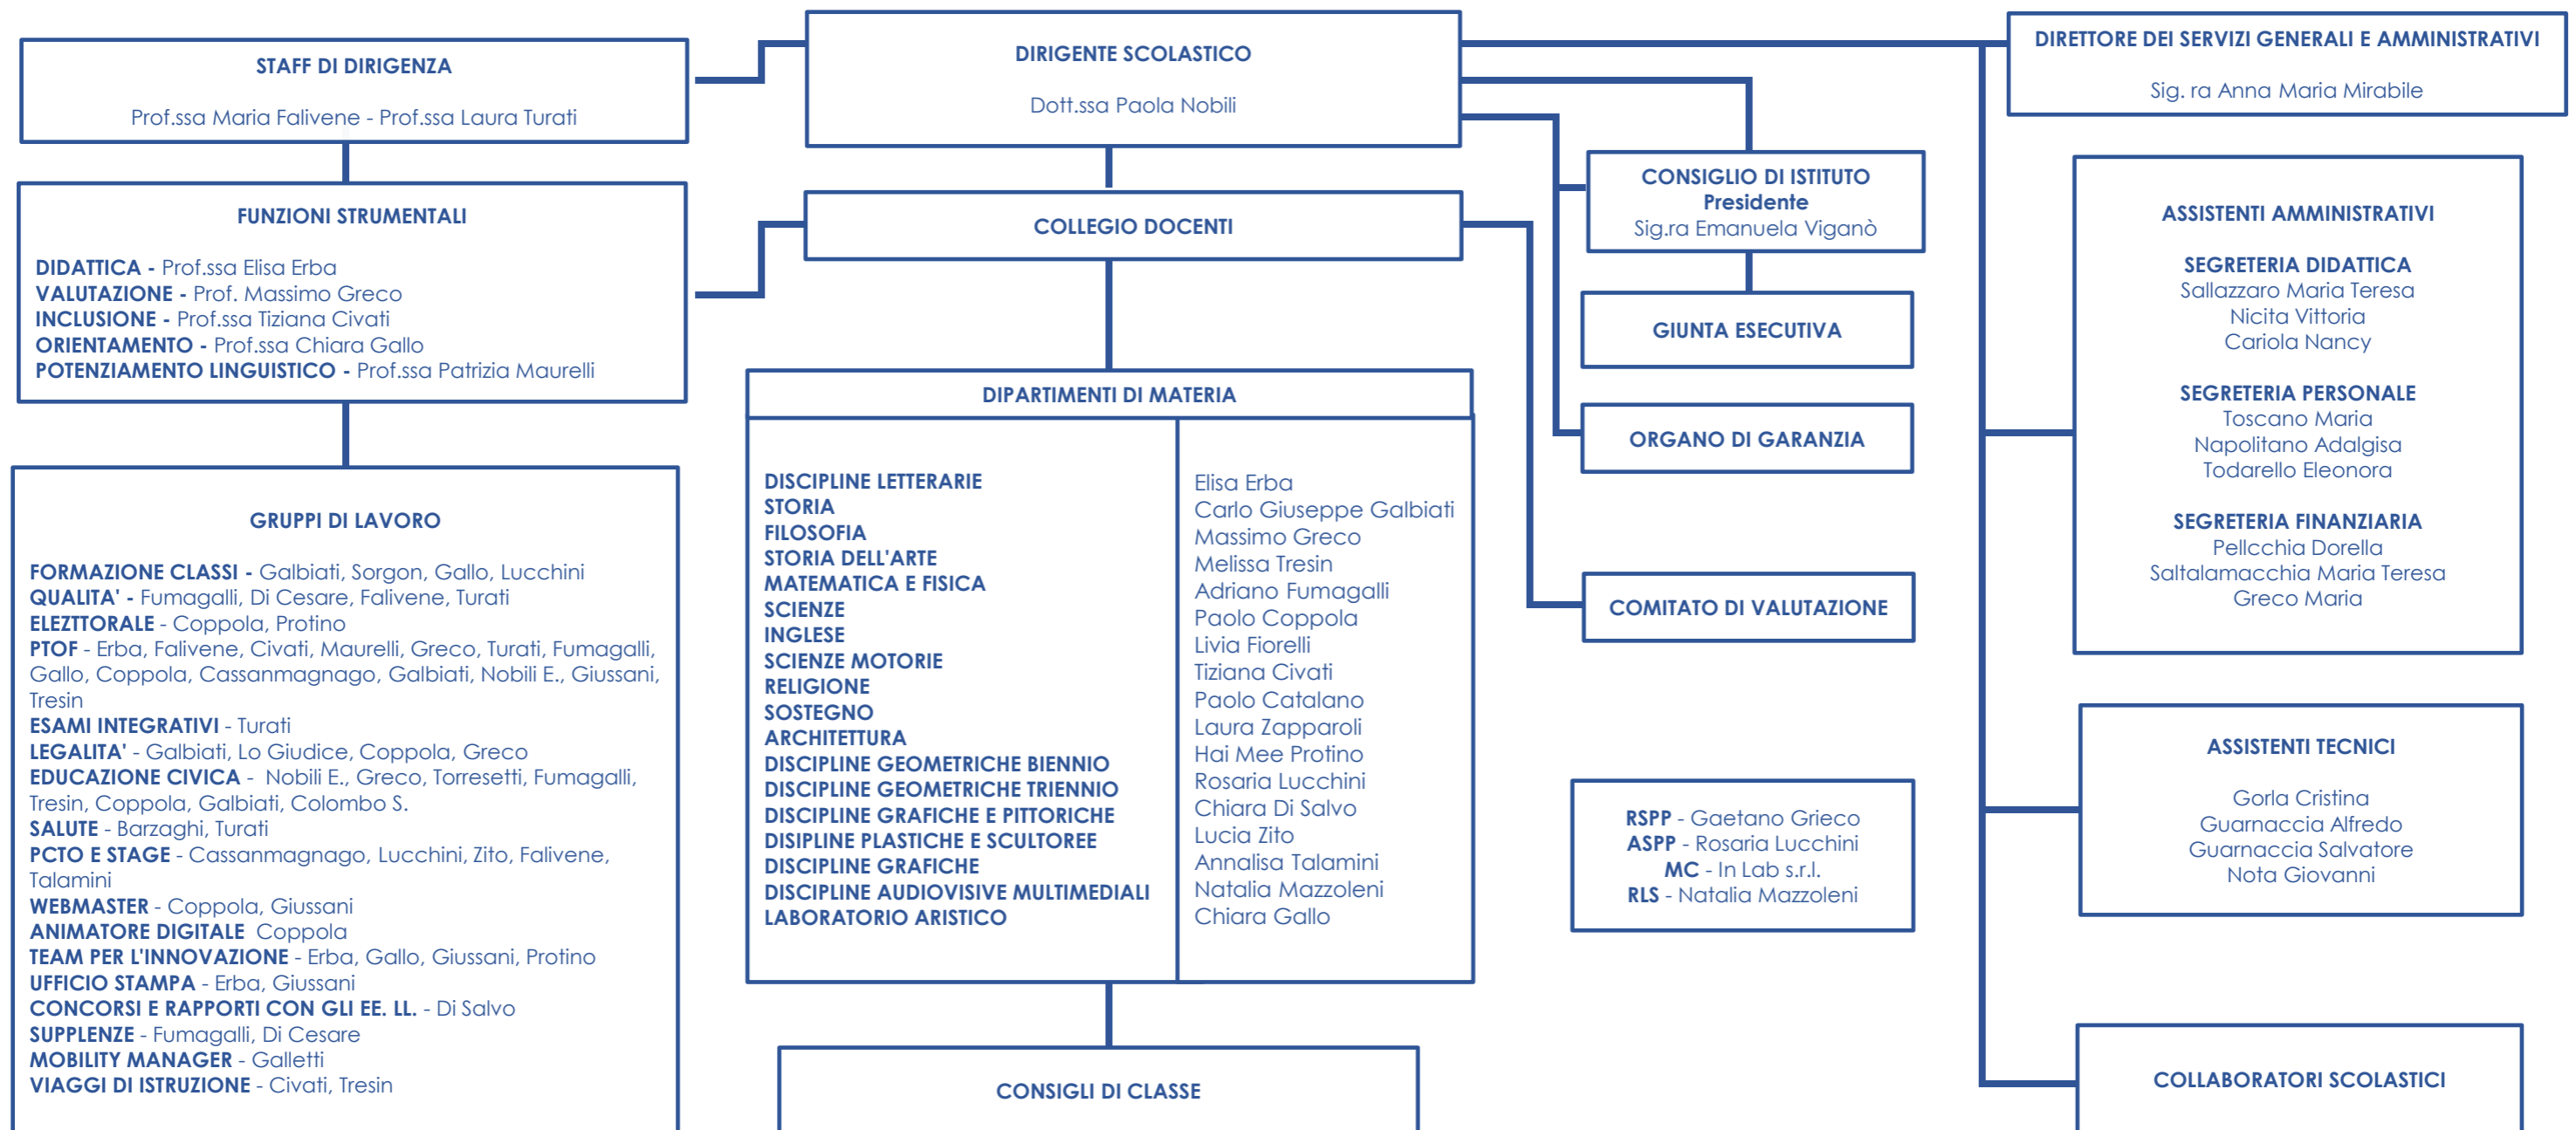 STAFF DI DIRIGENZA
Prof.ssa Maria Falivene - Prof.ssa Laura Turati
DIRIGENTE SCOLASTICO
Dott.ssa Paola Nobili
DIRETTORE DEI SERVIZI GENERALI E AMMINISTRATIVI
Sig. ra Anna Maria Mirabile
FUNZIONI STRUMENTALI
DIDATTICA - Prof.ssa Elisa Erba
VALUTAZIONE - Prof. Massimo Greco
INCLUSIONE - Prof.ssa Tiziana Civati
ORIENTAMENTO - Prof.ssa Chiara Gallo
POTENZIAMENTO LINGUISTICO - Prof.ssa Patrizia Maurelli
COLLEGIO DOCENTI
CONSIGLIO DI ISTITUTO
Presidente
Sig.ra Emanuela Viganò
GIUNTA ESECUTIVA
ORGANO DI GARANZIA
COMITATO DI VALUTAZIONE
GRUPPI DI LAVORO
FORMAZIONE CLASSI - Galbiati, Sorgon, Gallo, Lucchini
QUALITA' - Fumagalli, Di Cesare, Falivene, Turati
ELEZTTORALE - Coppola, Protino
PTOF - Erba, Falivene, Civati, Maurelli, Greco, Turati, Fumagalli,
Gallo, Coppola, Cassanmagnago, Galbiati, Nobili E., Giussani,
Tresin
ESAMI INTEGRATIVI - Turati
LEGALITA' - Galbiati, Lo Giudice, Coppola, Greco
EDUCAZIONE CIVICA - Nobili E., Greco, Torresetti, Fumagalli,
Tresin, Coppola, Galbiati, Colombo S.
SALUTE - Barzaghi, Turati
PCTO E STAGE - Cassanmagnago, Lucchini, Zito, Falivene,
Talamini
WEBMASTER - Coppola, Giussani
ANIMATORE DIGITALE Coppola
TEAM PER L'INNOVAZIONE - Erba, Gallo, Giussani, Protino
UFFICIO STAMPA - Erba, Giussani
CONCORSI E RAPPORTI CON GLI EE. LL. - Di Salvo
SUPPLENZE - Fumagalli, Di Cesare
MOBILITY MANAGER - Galletti
VIAGGI DI ISTRUZIONE - Civati, Tresin
DIPARTIMENTI DI MATERIA
DISCIPLINE LETTERARIE
STORIA
FILOSOFIA
STORIA DELL'ARTE
MATEMATICA E FISICA
SCIENZE
INGLESE
SCIENZE MOTORIE
RELIGIONE
SOSTEGNO
ARCHITETTURA
DISCIPLINE GEOMETRICHE BIENNIO
DISCIPLINE GEOMETRICHE TRIENNIO
DISCIPLINE GRAFICHE E PITTORICHE
DISIPLINE PLASTICHE E SCULTOREE
DISCIPLINE GRAFICHE
DISCIPLINE AUDIOVISIVE MULTIMEDIALI
LABORATORIO ARISTICO
Elisa Erba
Carlo Giuseppe Galbiati
Massimo Greco
Melissa Tresin
Adriano Fumagalli
Paolo Coppola
Livia Fiorelli
Tiziana Civati
Paolo Catalano
Laura Zapparoli
Hai Mee Protino
Rosaria Lucchini
Chiara Di Salvo
Lucia Zito
Annalisa Talamini
Natalia Mazzoleni
Chiara Gallo
CONSIGLI DI CLASSE
RSPP - Gaetano Grieco
ASPP - Rosaria Lucchini
MC - In Lab s.r.l.
RLS - Natalia Mazzoleni
ASSISTENTI AMMINISTRATIVI
SEGRETERIA DIDATTICA
Sallazzaro Maria Teresa
Nicita Vittoria
Cariola Nancy
SEGRETERIA PERSONALE
Toscano Maria
Napolitano Adalgisa
Todarello Eleonora
SEGRETERIA FINANZIARIA
Pellcchia Dorella
Saltalamacchia Maria Teresa
Greco Maria
ASSISTENTI TECNICI
Gorla Cristina
Guarnaccia Alfredo
Guarnaccia Salvatore
Nota Giovanni
COLLABORATORI SCOLASTICI